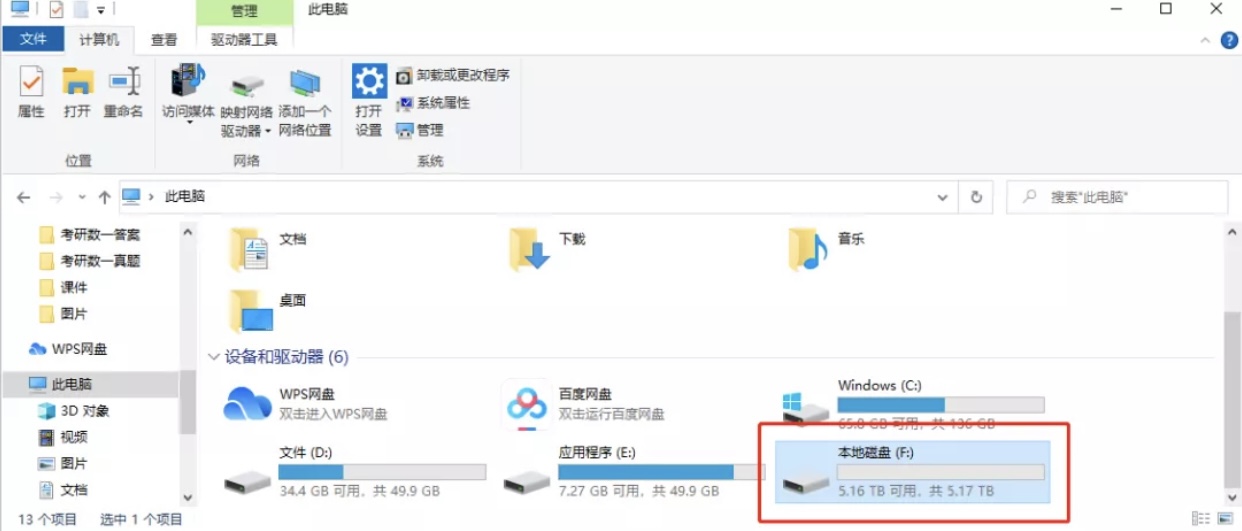 管理
此电脑
文件
计算机
查看
驱动器工具
属性
打开
重命名
访问媒体
映射网络
驱动器
添加一个
网络位置
打开
设置
卸载或更改程序
系统属性
管理
位置
网络
系统
此电脑
搜索"此电脑"
考研数一答案
考研数一真题
课件
图片
WPS网盘
此电脑
3D 对象
视频
图片
文档
文档
下载
音乐
桌面
设备和驱动器 (6)
WPS网盘
双击进入WPS网盘
百度网盘
双击运行百度网盘
Windows (C:)
65.0 GB 可用，共 136 GB
文件 (D:)
34.4 GB 可用，共 49.9 GB
应用程序 (E:)
7.27 GB 可用，共 49.9 GB
本地磁盘 (F:)
5.16 TB 可用，共 5.17 TB
13 个项目
选中 1 个项目